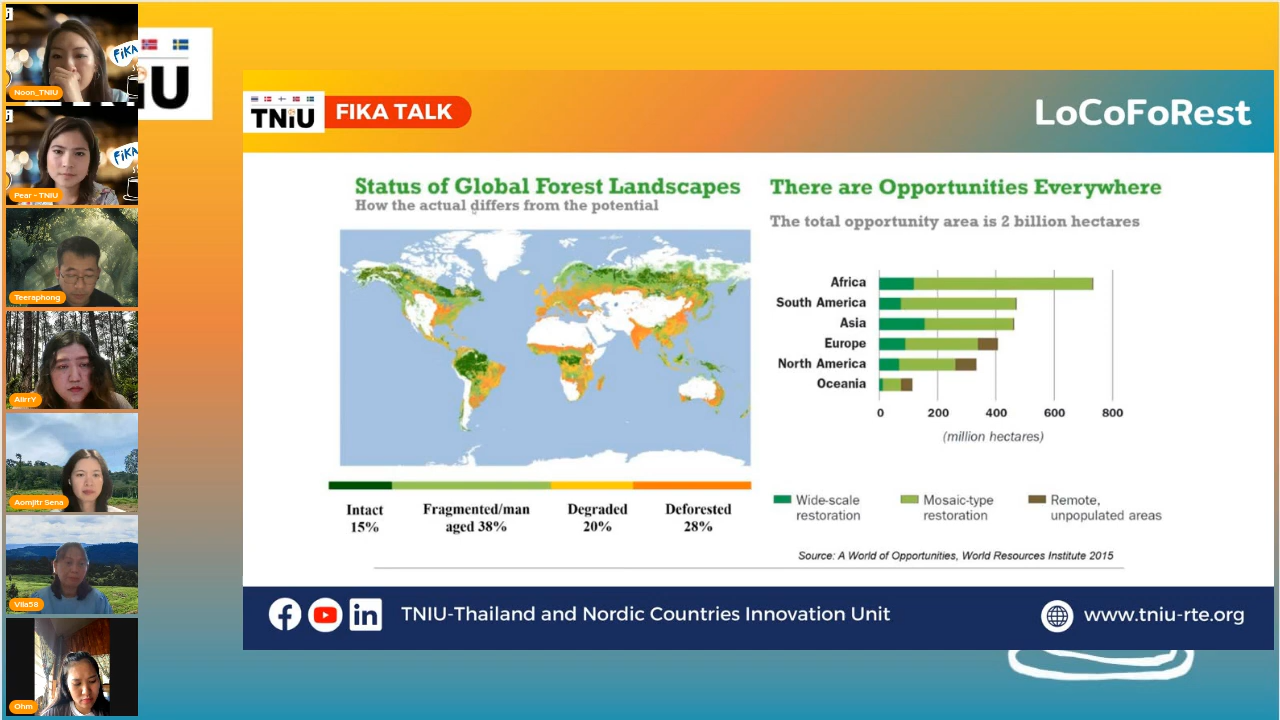 Noon_TNIU
FiKA
Pear - TNIU
FiKA
Teeraphong
AlirrY
Aomjitr Sena
Vila58
Ohm
TNiU
FIKA TALK
LoCoFoRest
Status of Global Forest Landscapes
How the actual differs from the potential
Intact
15%
Fragmented/man
aged 38%
Degraded
20%
Deforested
28%
There are Opportunities Everywhere
The total opportunity area is 2 billion hectares
Africa
South America
Asia
Europe
North America
Oceania
0 200 400 600 800
(million hectares)
Wide-scale
restoration
Mosaic-type
restoration
Remote,
unpopulated areas
Source: A World of Opportunities, World Resources Institute 2015
TNIU-Thailand and Nordic Countries Innovation Unit
www.tniu-rte.org